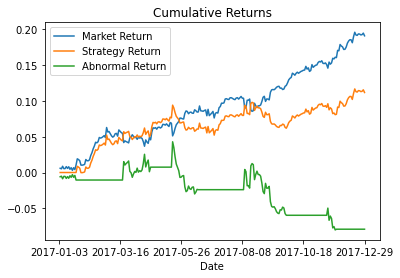 Cumulative Returns
Market Return
Strategy Return
Abnormal Return
0.20
0.15
0.10
0.05
0.00
−0.05
2017-01-03 2017-03-16 2017-05-26 2017-08-08 2017-10-18 2017-12-29
Date